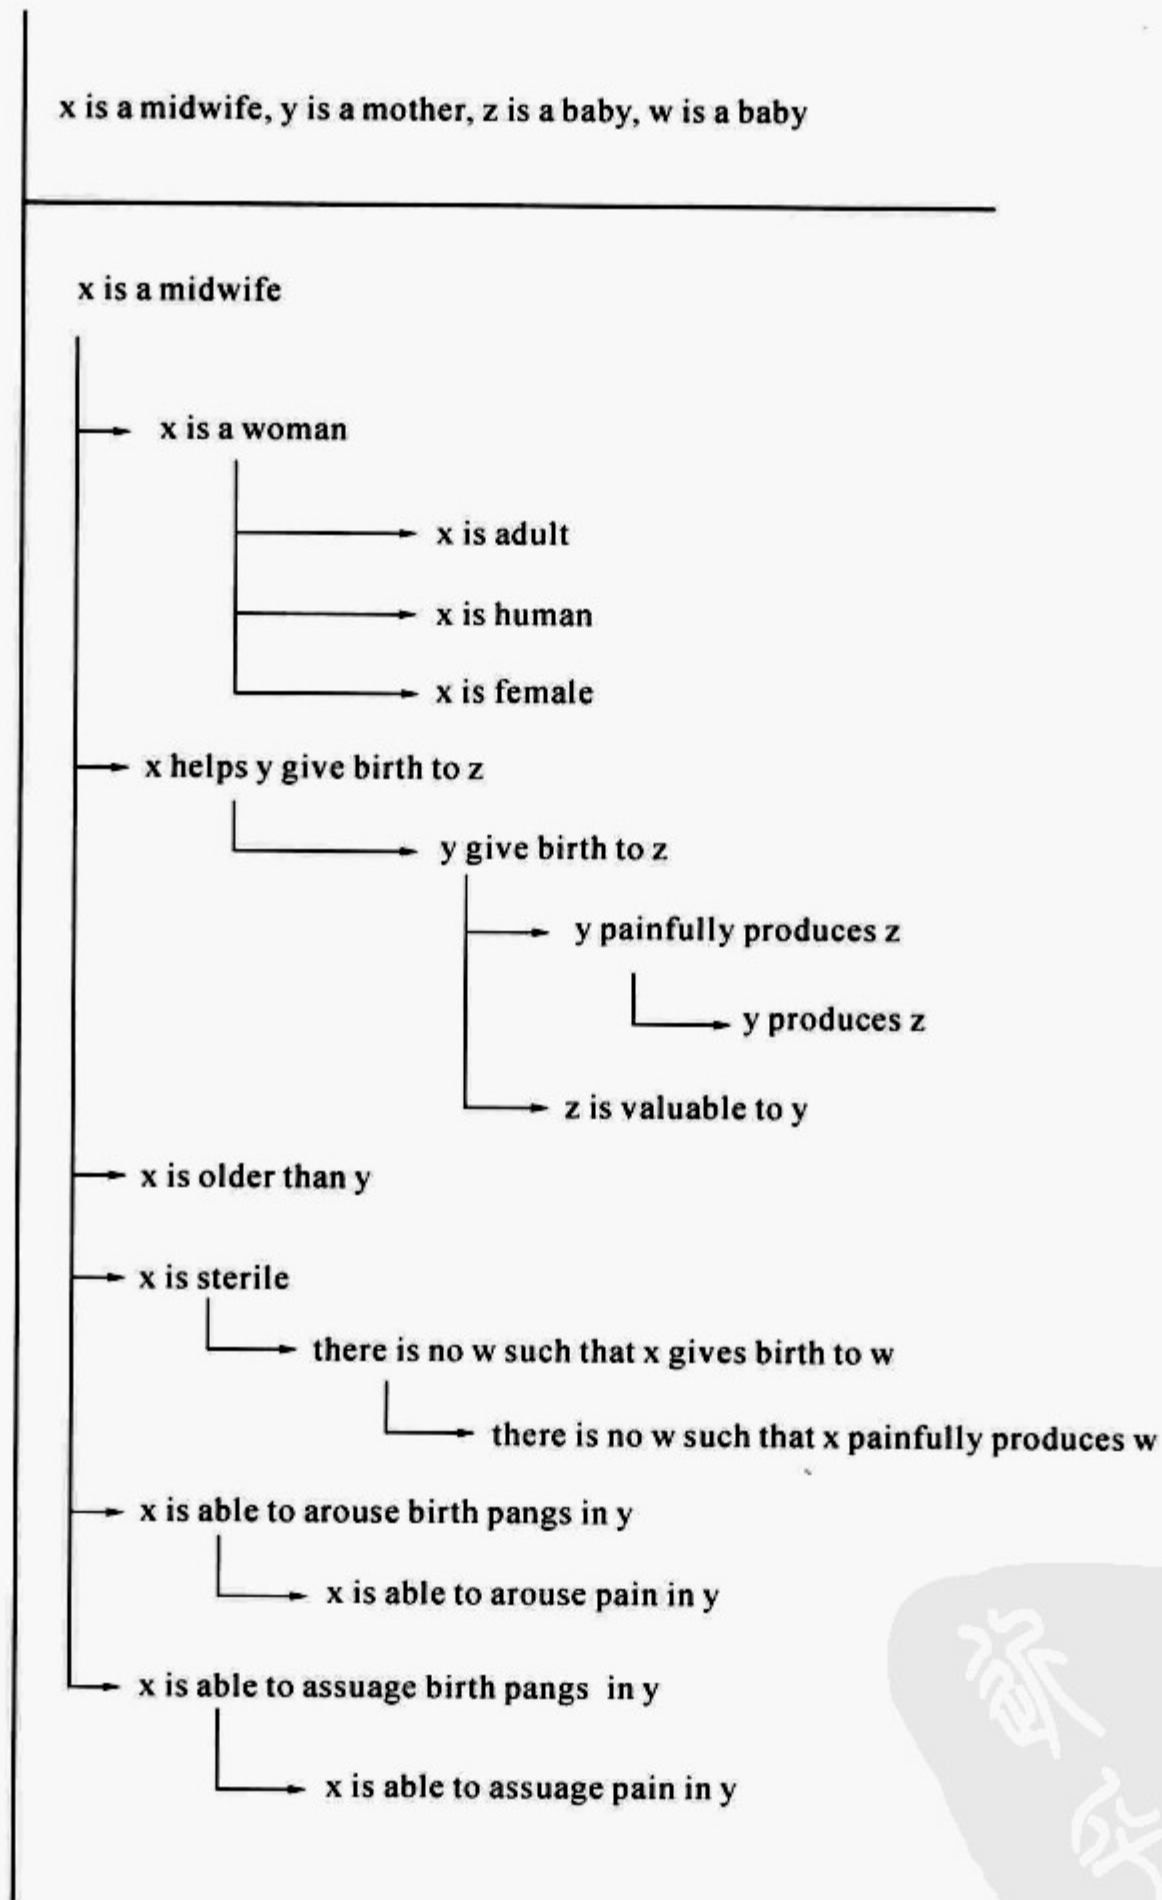 x is a midwife, y is a mother, z is a baby, w is a baby
x is a midwife
x is a woman
x is adult
x is human
x is female
x helps y give birth to z
y give birth to z
y painfully produces z
y produces z
z is valuable to y
x is older than y
x is sterile
there is no w such that x gives birth to w
there is no w such that x painfully produces w
x is able to arouse birth pangs in y
x is able to arouse pain in y
x is able to assuage birth pangs in y
x is able to assuage pain in y